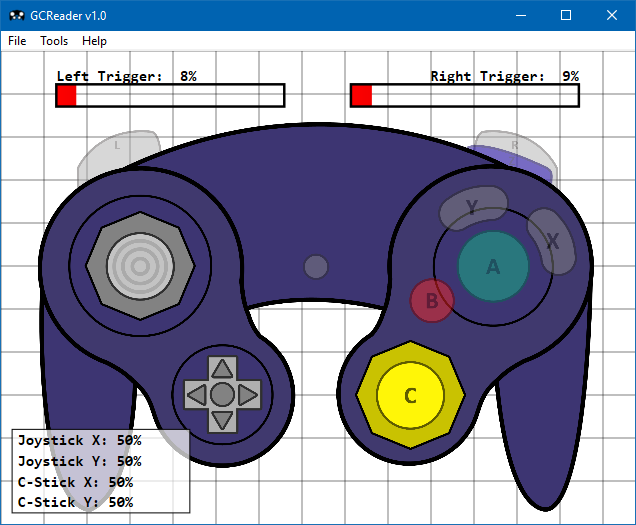 GCReader v1.0
File Tools Help
Left Trigger: 8% Right Trigger: 9%
L R
Y
X
A
B
C
Joystick X: 50%
Joystick Y: 50%
C-Stick X: 50%
C-Stick Y: 50%